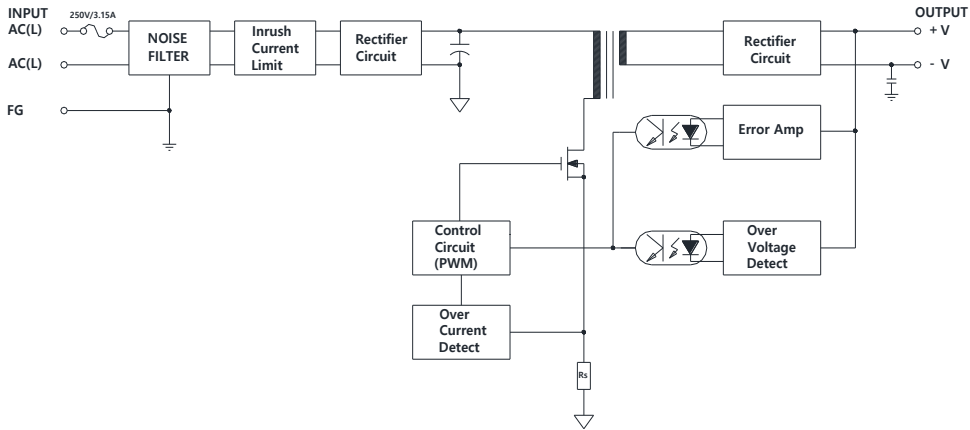 INPUT
250V/3.15A
OUTPUT
AC(L)
NOISE
FILTER
Inrush
Current
Limit
Rectifier
Circuit
Rectifier
Circuit
+ V
AC(L)
- V
FG
Error Amp
Control
Circuit
(PWM)
Over
Voltage
Detect
Over
Current
Detect
Rs